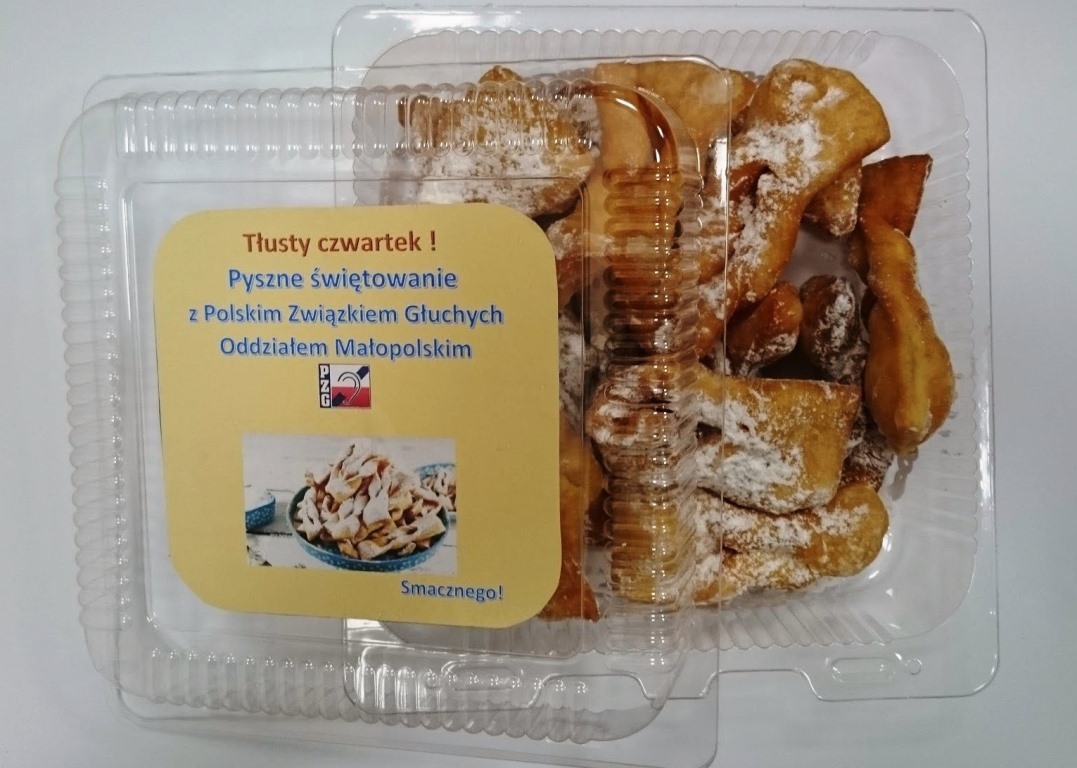 Tłusty czwartek !
Pyszne świętowanie
z Polskim Związkiem Głuchych
Oddziałem Małopolskim
PZG
Smacznego!